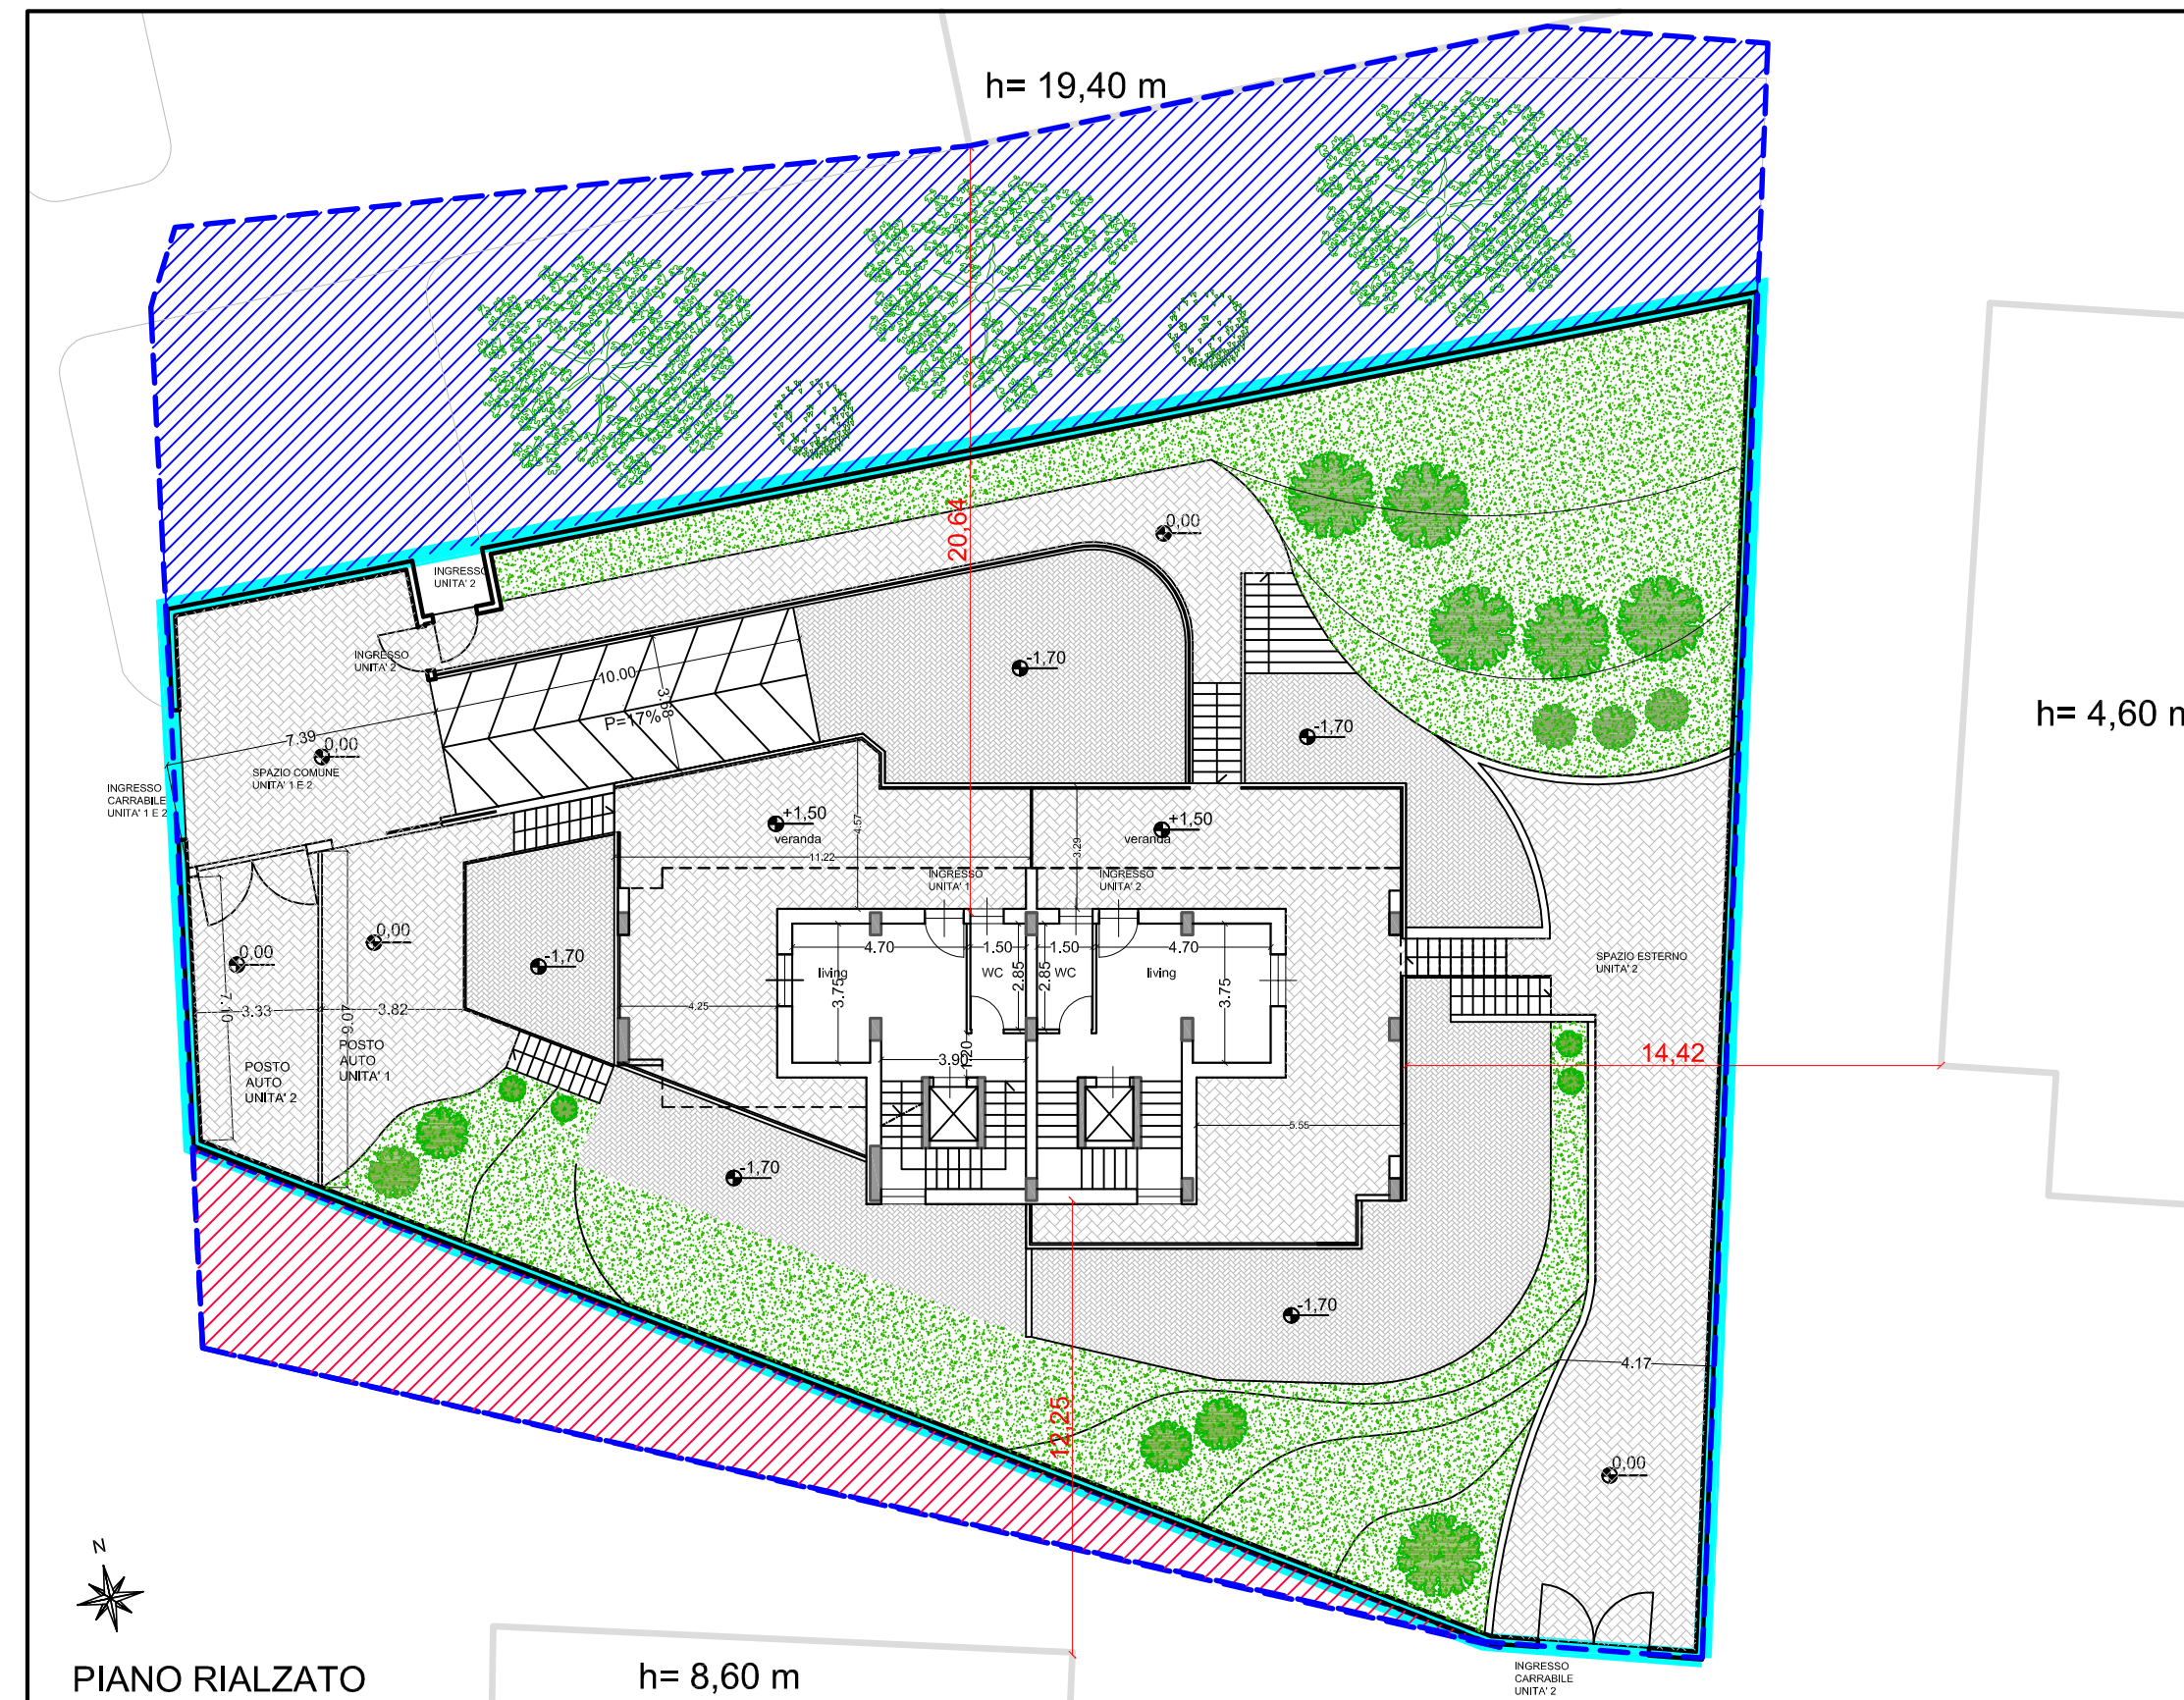 h= 19,40 m
20,64
0,00
INGRESSO
UNITA' 2
INGRESSO
UNITA' 2
-1,70
10.00
3.68
P=17%
-1,70
h= 4,60 m
7.39
0,00
SPAZIO COMUNE
UNITA' 1 E 2
INGRESSO
CARRABILE
UNITA' 1 E 2
+1,50
veranda
4.57
+1,50
veranda
3.29
11.22
INGRESSO
UNITA' 1
INGRESSO
UNITA' 2
0,00
0,00
-1,70
4.70
1.50
1.50
4.70
living
WC
WC
living
3.75
2.85
2.85
3.75
SPAZIO ESTERNO
UNITA' 2
7.10
3.33
9.07
3.82
4.25
POSTO
AUTO
UNITA' 2
POSTO
AUTO
UNITA' 1
3.90
1.20
14,42
5.55
-1,70
-1,70
4.17
12,25
0,00
N
PIANO RIALZATO
h= 8,60 m
INGRESSO
CARRABILE
UNITA' 2